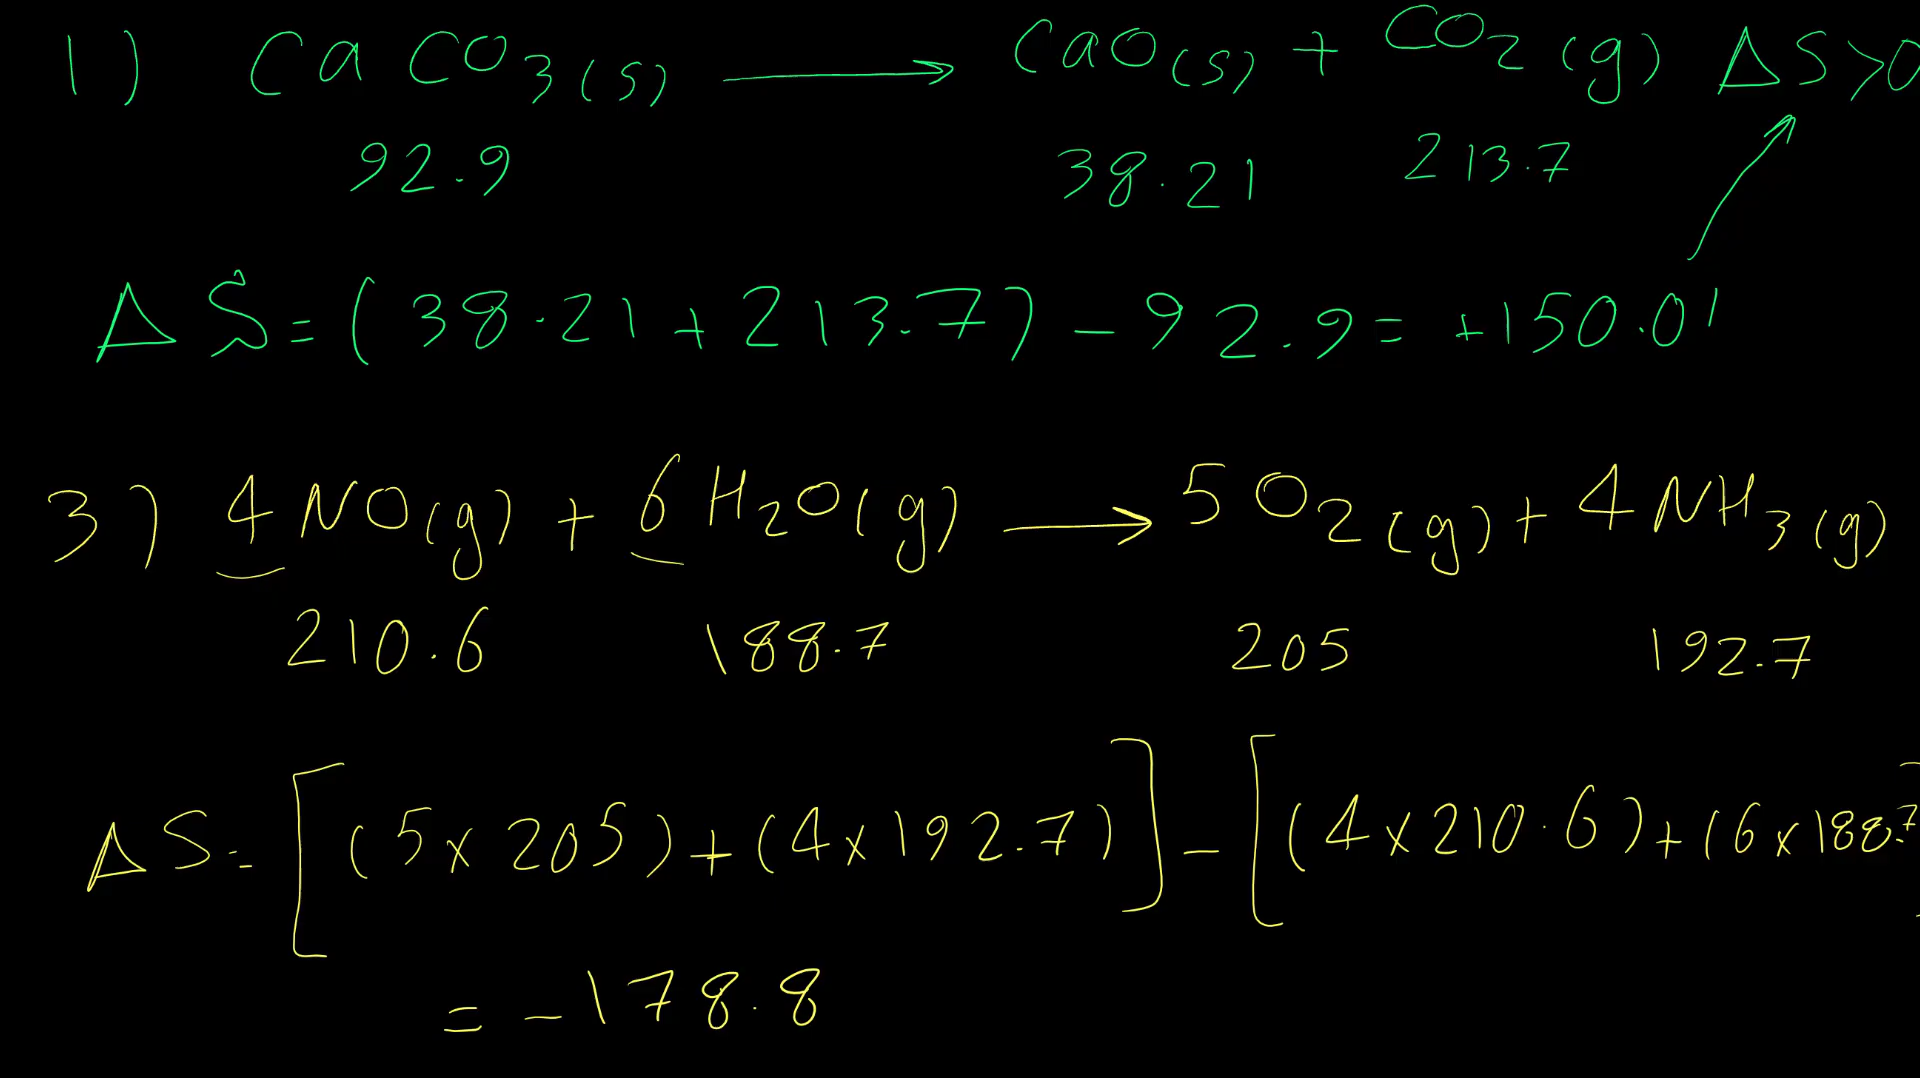 1) CaCO3(s) ⟶ CaO(s) + CO2(g) ΔS>0
92.9 38.21 213.7
ΔS° = (38.21 + 213.7) - 92.9 = +150.01
3) 4NO(g) + 6H2O(g) ⟶ 5O2(g) + 4NH3(g)
210.6 188.7 205 192.7
ΔS = [(5x205)+(4x192.7)] - [(4x210.6)+(6x188.7
= -178.8